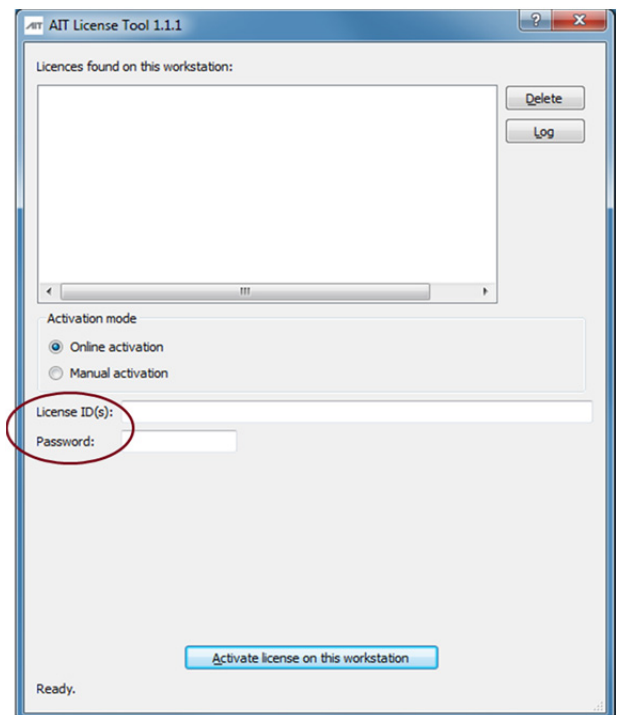 AIT AIT License Tool 1.1.1
Licences found on this workstation:
Delete
Log
Activation mode
Online activation
Manual activation
License ID(s):
Password:
Activate license on this workstation
Ready.